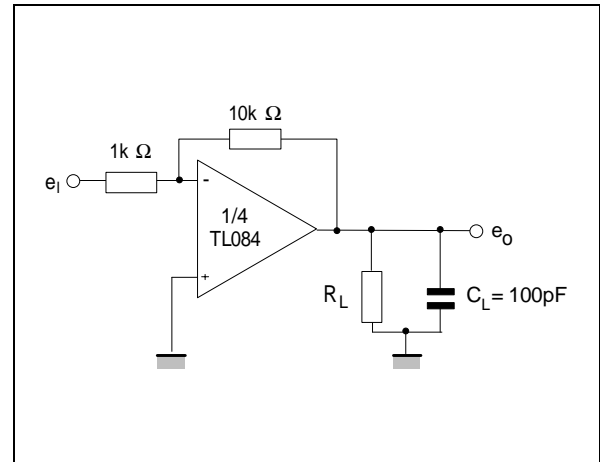 10k Ω
1k Ω
eI
-
1/4
TL084
+
eo
RL
CL= 100pF